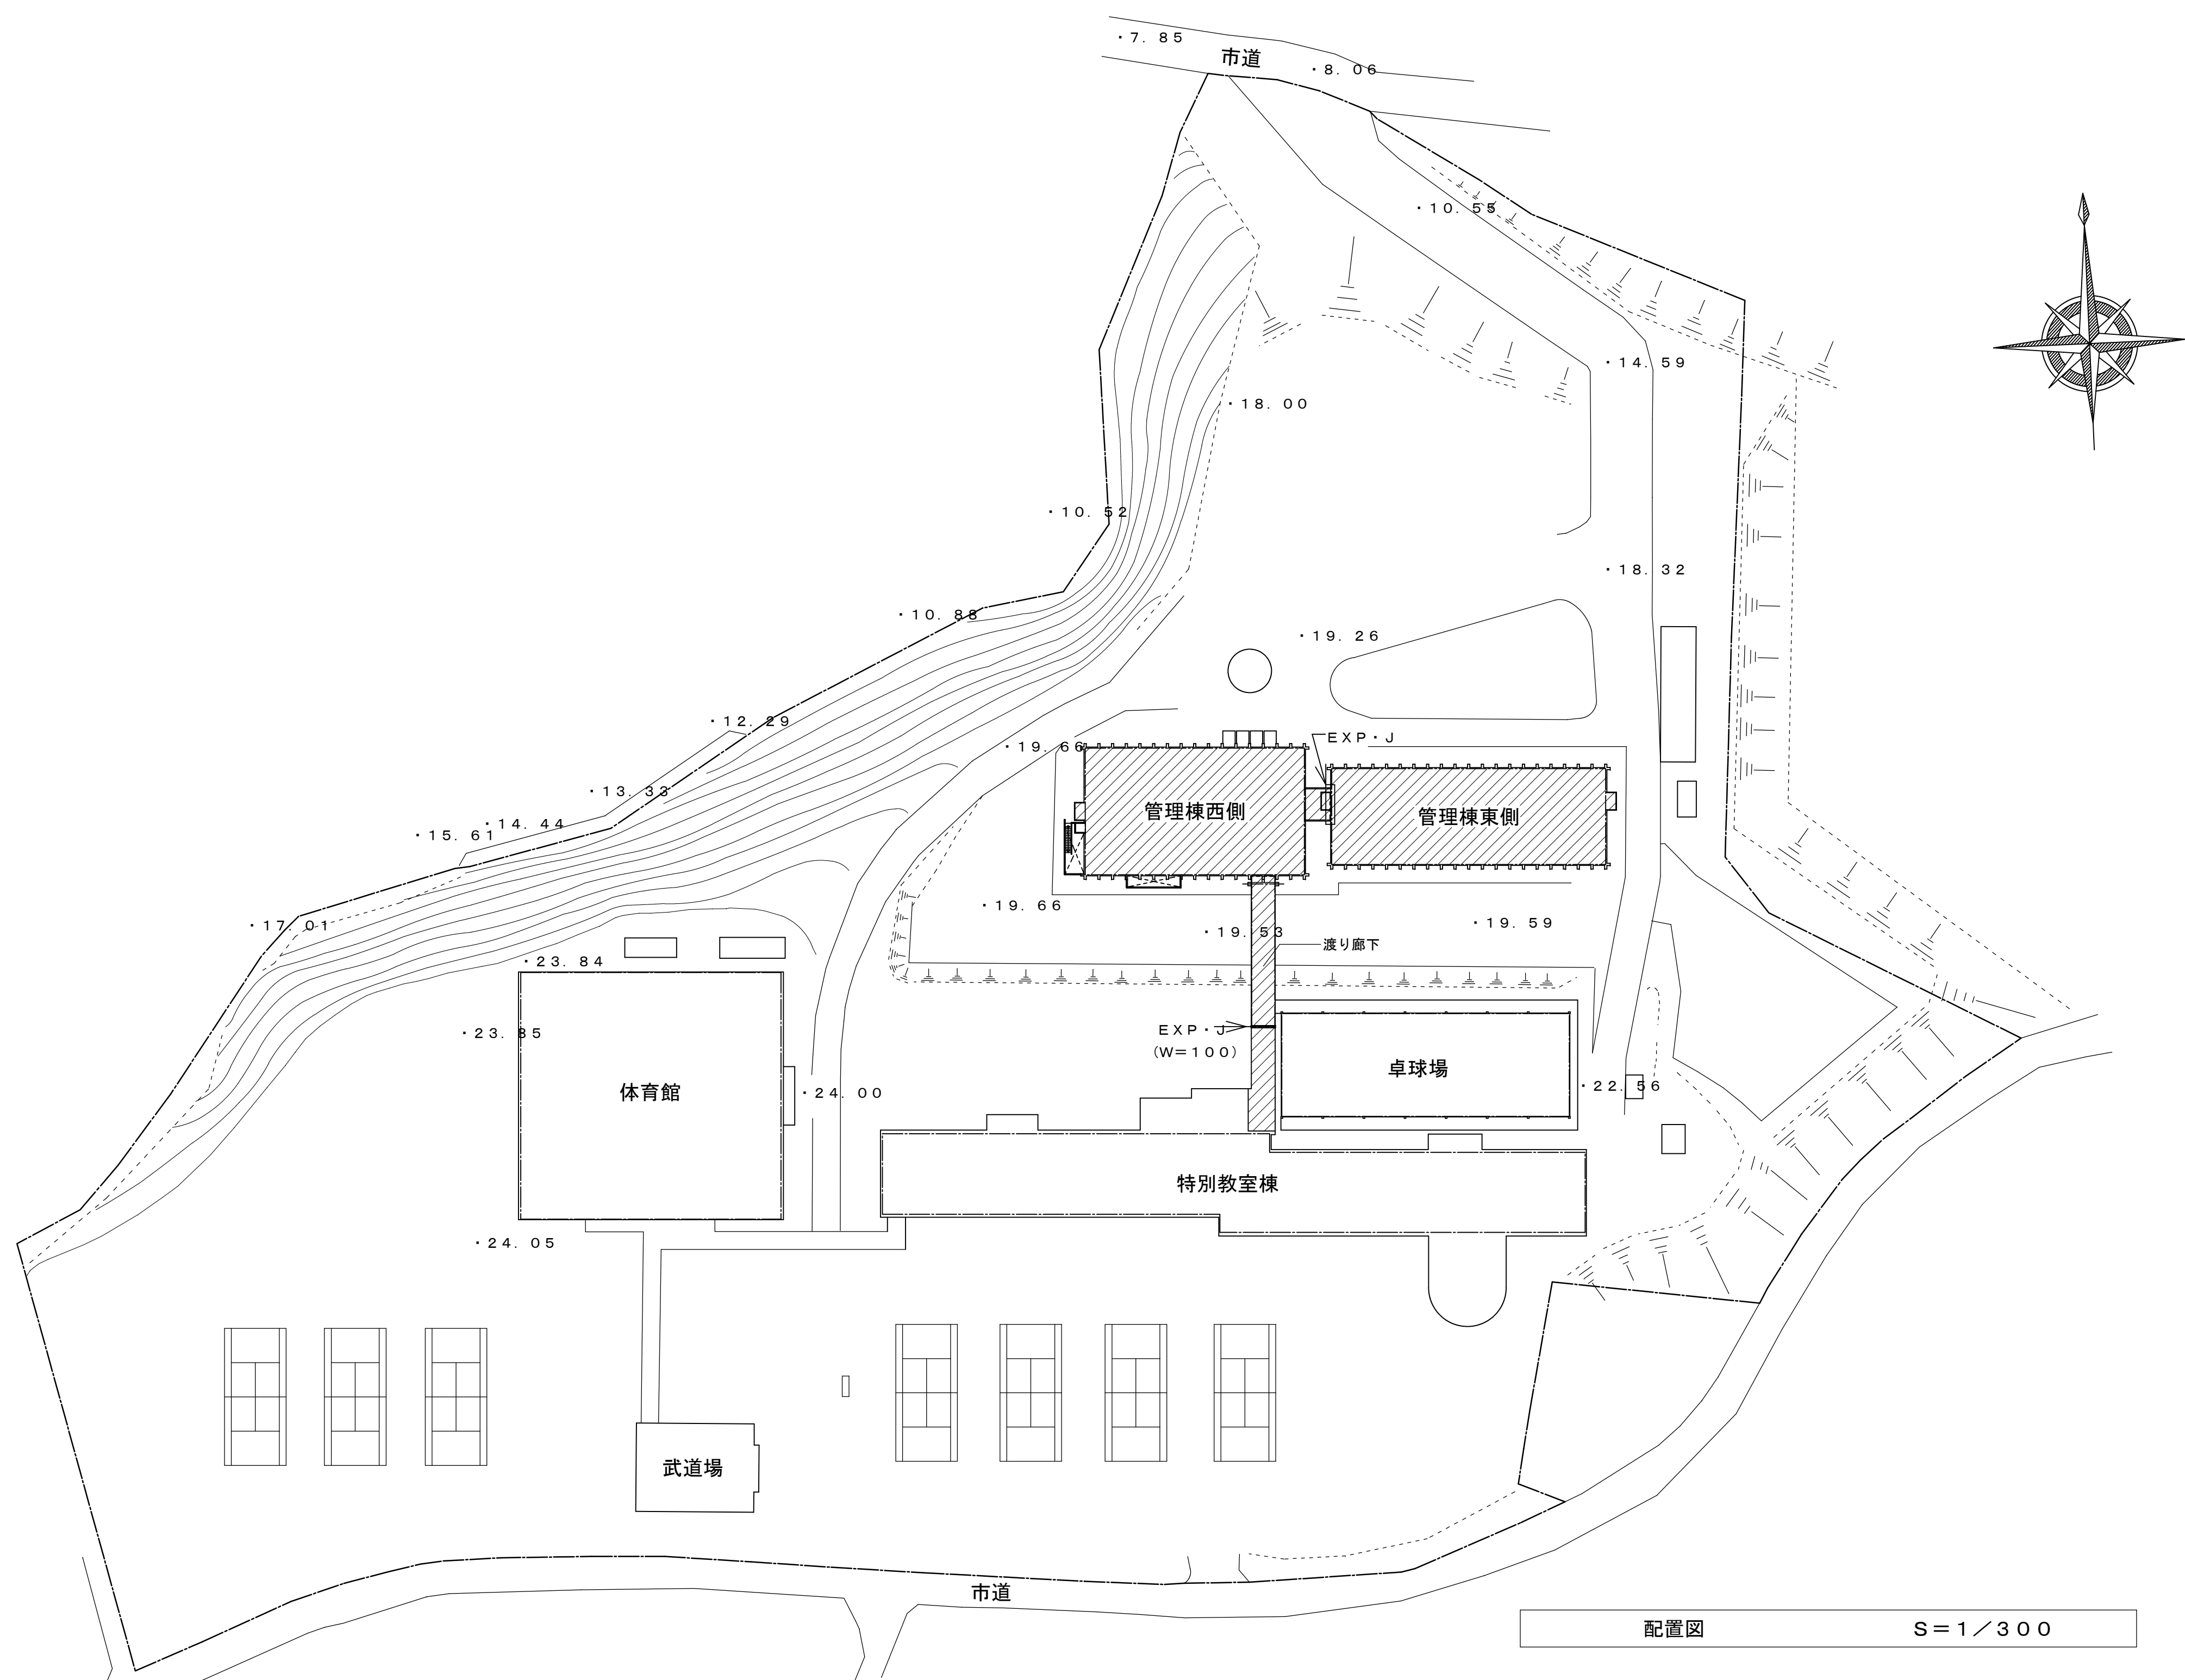 ・7.85
市道
・8.06
・10.55
・14.59
・18.00
・10.52
・18.32
・10.88
・19.26
・12.29
・19.66
EXP・J
・13.33
管理棟西側
管理棟東側
・14.44
・15.61
・19.66
・19.59
・17.01
・19.53
渡り廊下
・23.84
・23.85
EXP・J
(W=100)
卓球場
体育館
・24.00
・22.56
特別教室棟
・24.05
武道場
市道
配置図 S=1/300